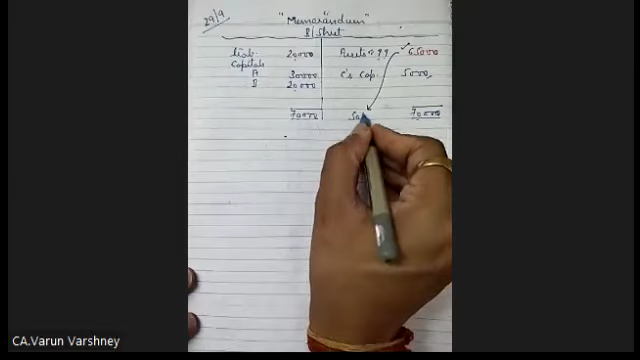 29/9
"Memorandum"
B/Sheet
Liab. 20000 Assets ?? ✓ 65000
Capitals
A 30000 C's Cap. 5000
B 20000
70000 70000
CA.Varun Varshney